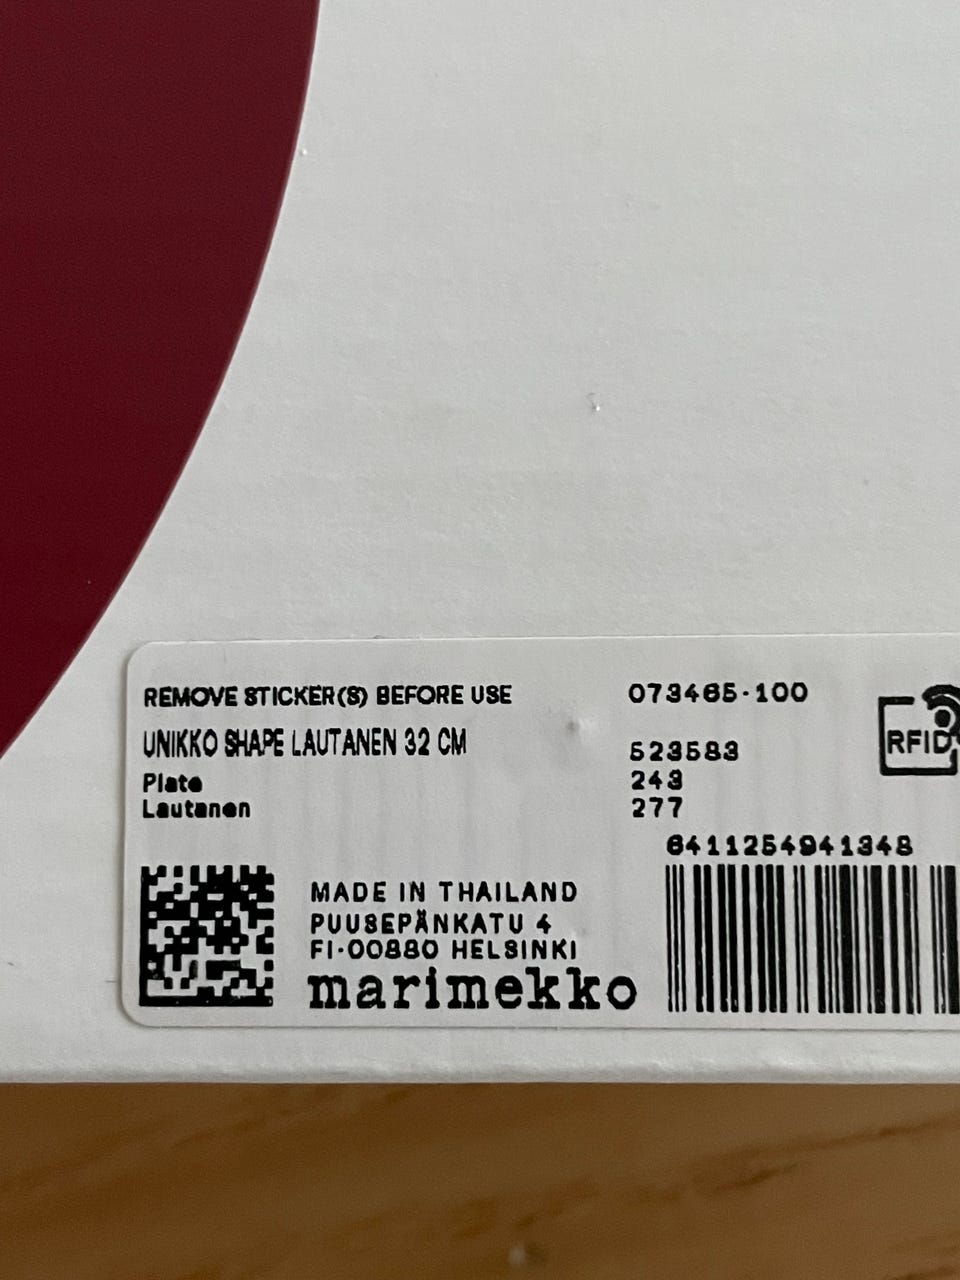 REMOVE STICKER(S) BEFORE USE
UNIKKO SHAPE LAUTANEN 32 CM
Plate
Lautanen
073465-100
523583
243
277
RFID
6411254941348
MADE IN THAILAND
PUUSEPÄNKATU 4
FI-00880 HELSINKI
marimekko